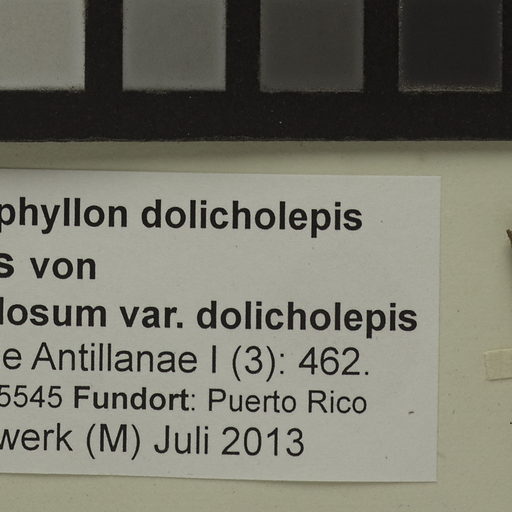 phyllon dolicholepis
s von
losum var. dolicholepis
e Antillanae I (3): 462.
5545 Fundort: Puerto Rico
werk (M) Juli 2013